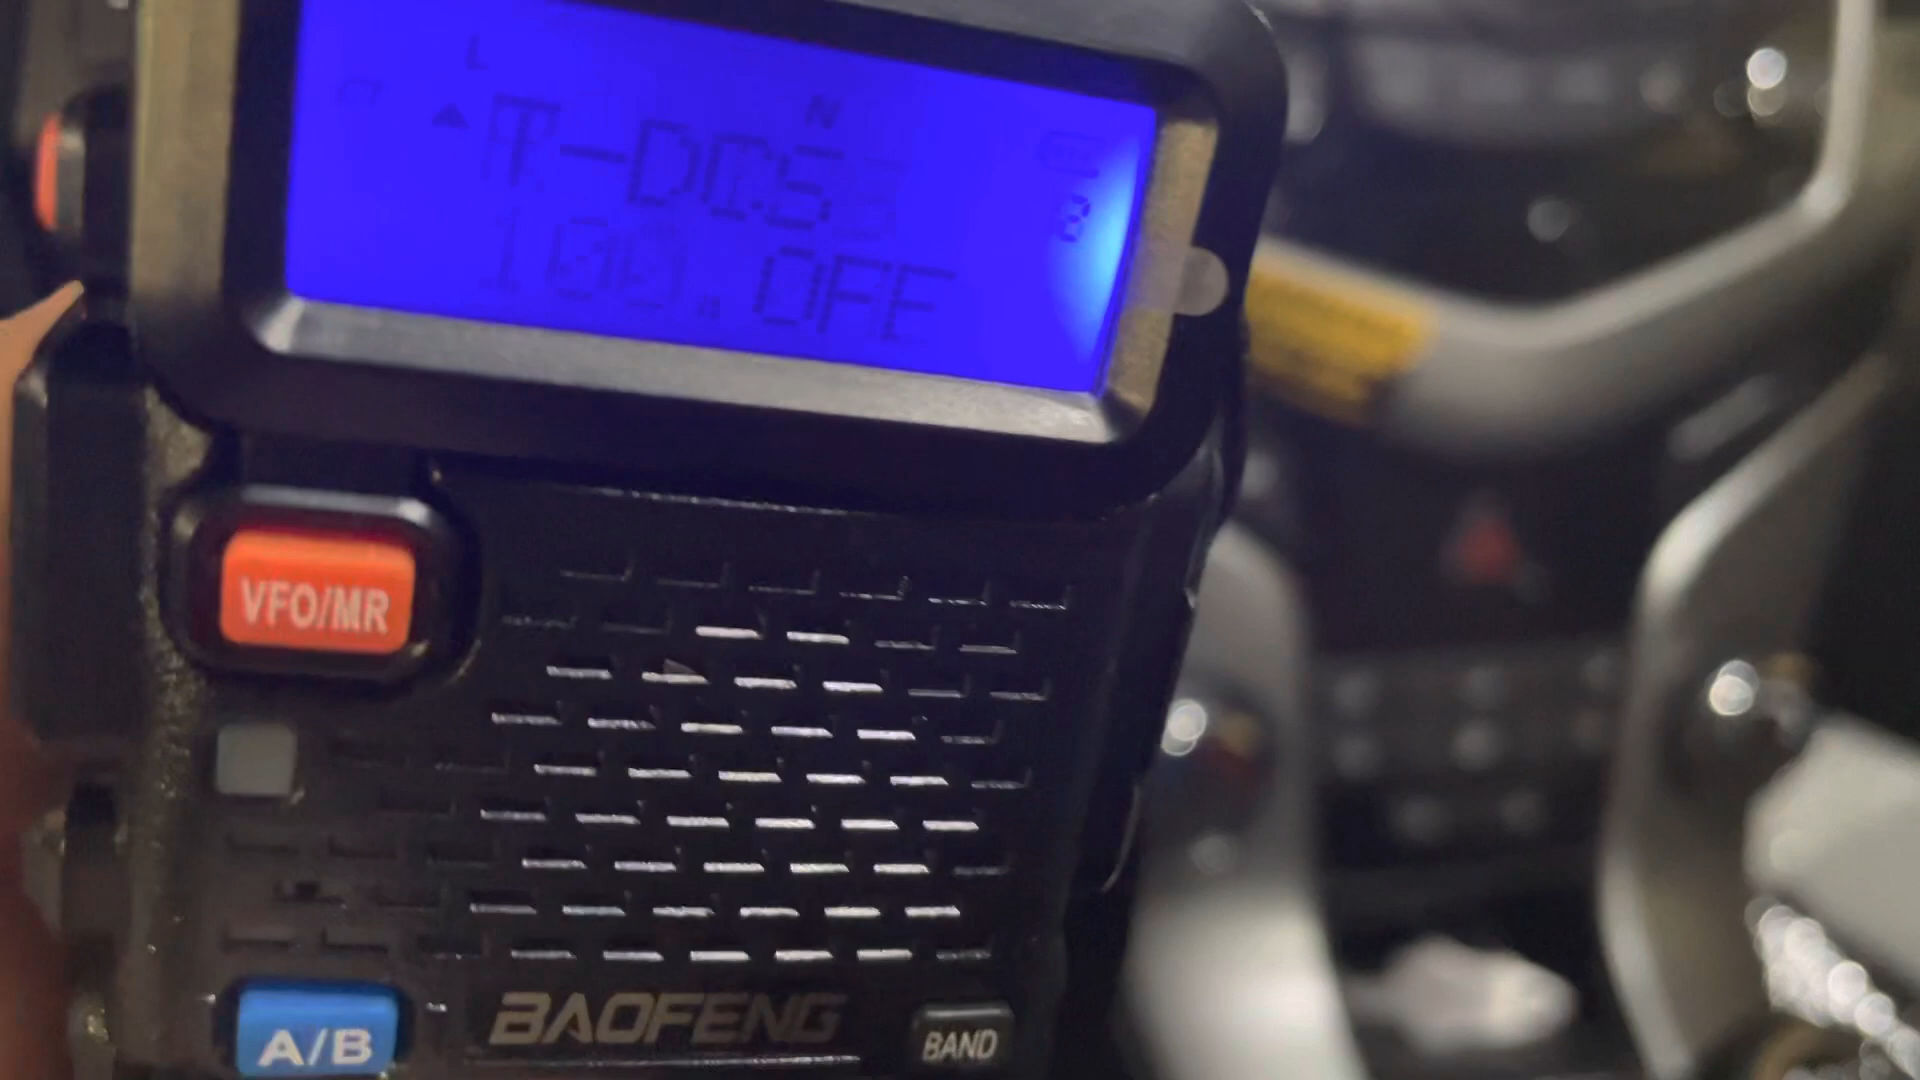 L
N
T-DCS
OFF
VFO/MR
BAOFENG
A/B
BAND